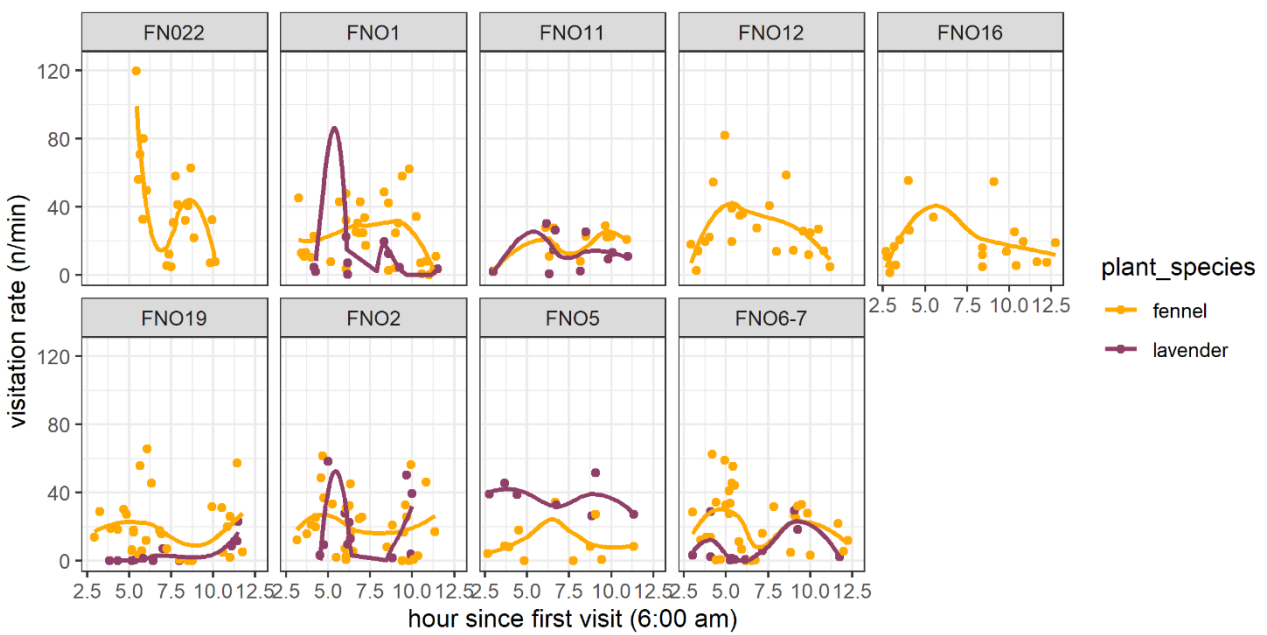 FN022 FNO1 FNO11 FNO12 FNO16
120
80
40
0
2.5 5.0 7.5 10.0 12.5
FNO19 FNO2 FNO5 FNO6-7
120
80
40
0
2.5 5.0 7.5 10.0 12.5 2.5 5.0 7.5 10.0 12.5 2.5 5.0 7.5 10.0 12.5 2.5 5.0 7.5 10.0 12.5
hour since first visit (6:00 am)
visitation rate (n/min)
plant_species
fennel
lavender